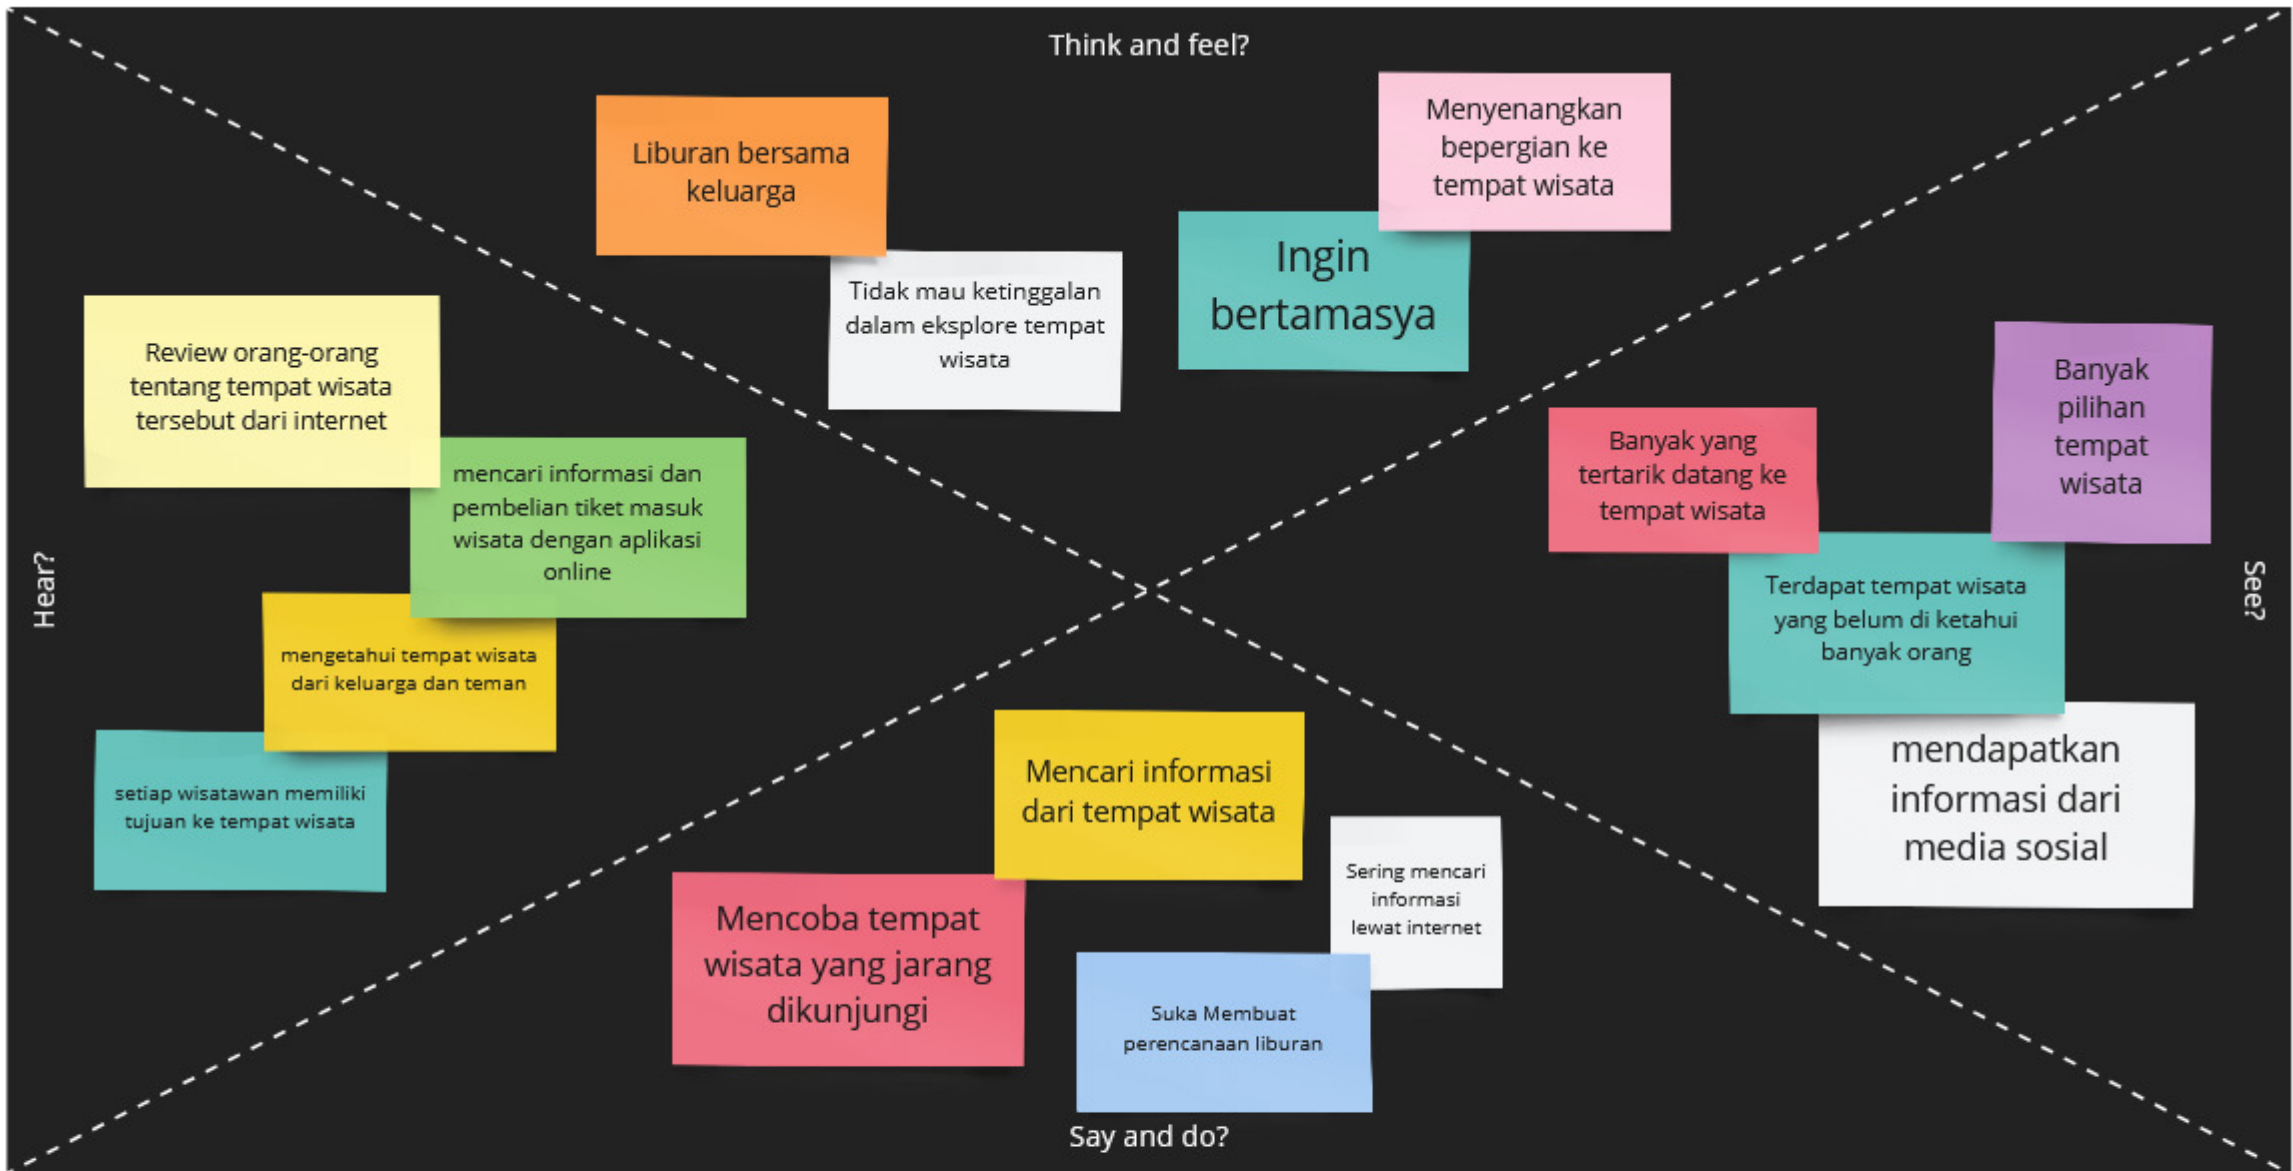 Think and feel?
Liburan bersama
keluarga
Tidak mau ketinggalan
dalam eksplore tempat
wisata
Menyenangkan
bepergian ke
tempat wisata
Ingin
bertamasya
Hear?
Review orang-orang
tentang tempat wisata
tersebut dari internet
mencari informasi dan
pembelian tiket masuk
wisata dengan aplikasi
online
mengetahui tempat wisata
dari keluarga dan teman
setiap wisatawan memiliki
tujuan ke tempat wisata
See?
Banyak
pilihan
tempat
wisata
Banyak yang
tertarik datang ke
tempat wisata
Terdapat tempat wisata
yang belum di ketahui
banyak orang
mendapatkan
informasi dari
media sosial
Mencari informasi
dari tempat wisata
Sering mencari
informasi
lewat internet
Mencoba tempat
wisata yang jarang
dikunjungi
Suka Membuat
perencanaan liburan
Say and do?